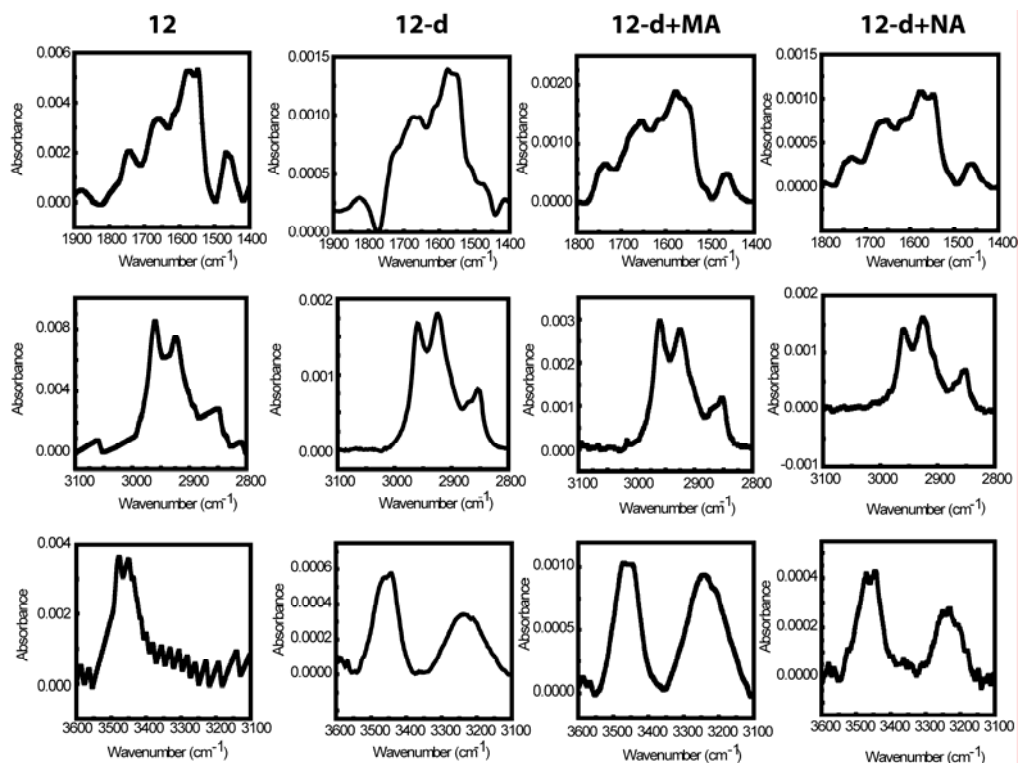 12 12-d 12-d+MA 12-d+NA
0.006 0.0015 0.0020 0.0015
0.004 0.0010 0.0010 0.0010
0.002 0.0005 0.0000 0.0005
0.000 0.0000 0.0000
Absorbance Absorbance Absorbance Absorbance
1900 1800 1700 1600 1500 1400 1900 1800 1700 1600 1500 1400 1800 1700 1600 1500 1400 1800 1700 1600 1500 1400
Wavenumber (cm-1) Wavenumber (cm-1) Wavenumber (cm-1) Wavenumber (cm-1)
0.008 0.002 0.003 0.002
0.004 0.001 0.002 0.001
0.000 0.000 0.001 0.000
0.000 -0.001
Absorbance Absorbance Absorbance Absorbance
3100 3000 2900 2800 3100 3000 2900 2800 3100 3000 2900 2800 3100 3000 2900 2800
Wavenumber (cm-1) Wavenumber (cm-1) Wavenumber (cm-1) Wavenumber (cm-1)
0.004 0.0006 0.0010 0.0004
0.002 0.0004 0.0005 0.0002
0.000 0.0002 0.0000 0.0000
0.0000
Absorbance Absorbance Absorbance Absorbance
3600 3500 3400 3300 3200 3100 3600 3500 3400 3300 3200 3100 3600 3500 3400 3300 3200 3100 3600 3500 3400 3300 3200 3100
Wavenumber (cm-1) Wavenumber (cm-1) Wavenumber (cm-1) Wavenumber (cm-1)